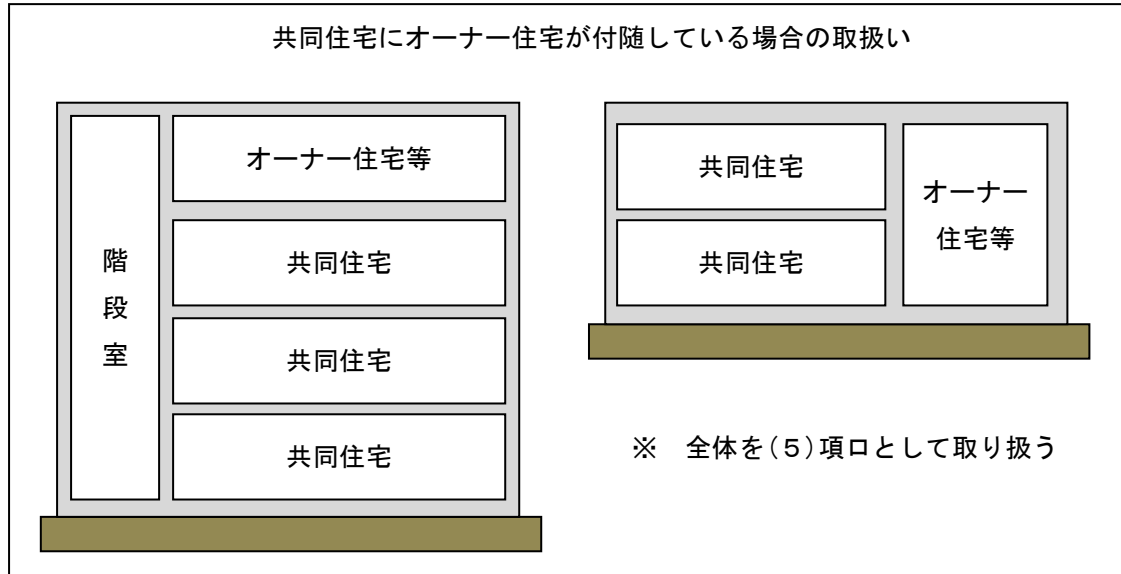 共同住宅にオーナー住宅が付随している場合の取扱い
階段室
オーナー住宅等
共同住宅
共同住宅
共同住宅
共同住宅
共同住宅
オーナー
住宅等
※ 全体を(5)項ロとして取り扱う